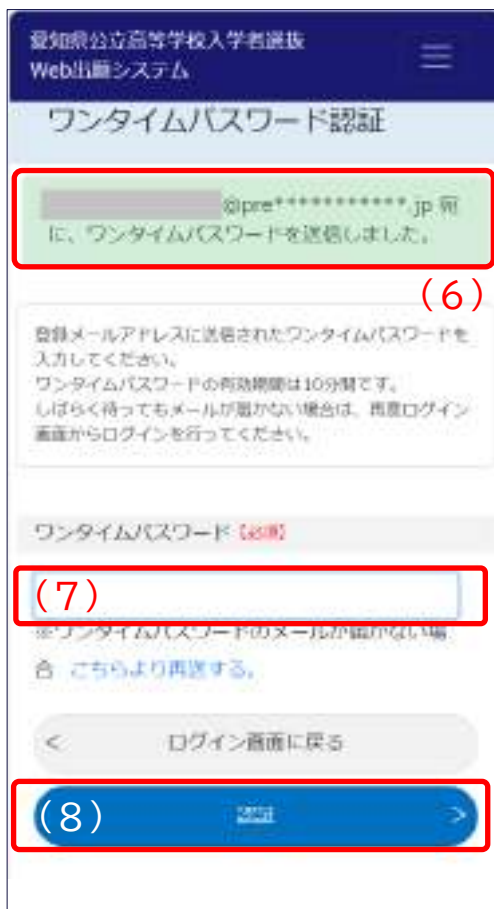 愛知県公立高等学校入学者選抜
Web出願システム
ワンタイムパスワード認証
@pre***********.jp 宛
に、ワンタイムパスワードを送信しました。
(6)
登録メールアドレスに送信されたワンタイムパスワードを
入力してください。
ワンタイムパスワードの有効期間は10分間です。
しばらく待ってもメールが届かない場合は、再度ログイン
画面からログインを行ってください。
ワンタイムパスワード【必須】
(7)
※ワンタイムパスワードのメールが届かない場
合 こちらより再送する。
< ログイン画面に戻る
(8) 認証 >